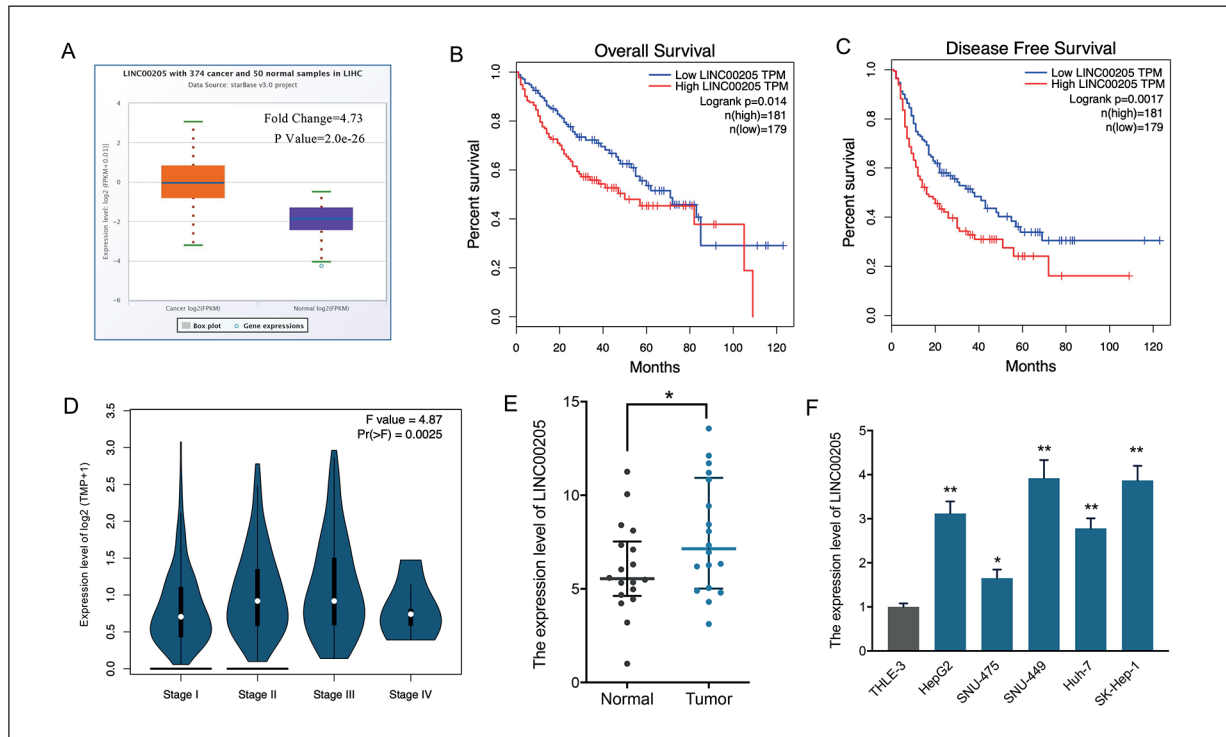 A
LINC00205 with 374 cancer and 50 normal samples in LIHC
Data Source: starBase v3.0 project
Fold Change=4.73
P Value=2.0e-26
Expression level: log2 (FPKM+0.01)]
4
2
0
−2
−4
−6
Cancer log2(FPKM)
Normal log2(FPKM)
Box plot
Gene expressions
B
Overall Survival
Low LINC00205 TPM
High LINC00205 TPM
Logrank p=0.014
n(high)=181
n(low)=179
Percent survival
1.0
0.8
0.6
0.4
0.2
0.0
0 20 40 60 80 100 120
Months
C
Disease Free Survival
Low LINC00205 TPM
High LINC00205 TPM
Logrank p=0.0017
n(high)=181
n(low)=179
Percent survival
1.0
0.8
0.6
0.4
0.2
0.0
0 20 40 60 80 100 120
Months
D
F value = 4.87
Pr(>F) = 0.0025
Expression level of log2 (TMP+1)
3.5
3.0
2.5
2.0
1.5
1.0
0.5
0.0
Stage I Stage II Stage III Stage IV
E
*
The expression level of LINC00205
15
10
5
0
Normal Tumor
F
The expression level of LINC00205
5
4
3
2
1
0
** * ** ** **
THLE-3 HepG2 SNU-475 SNU-449 Huh-7 SK-Hep-1